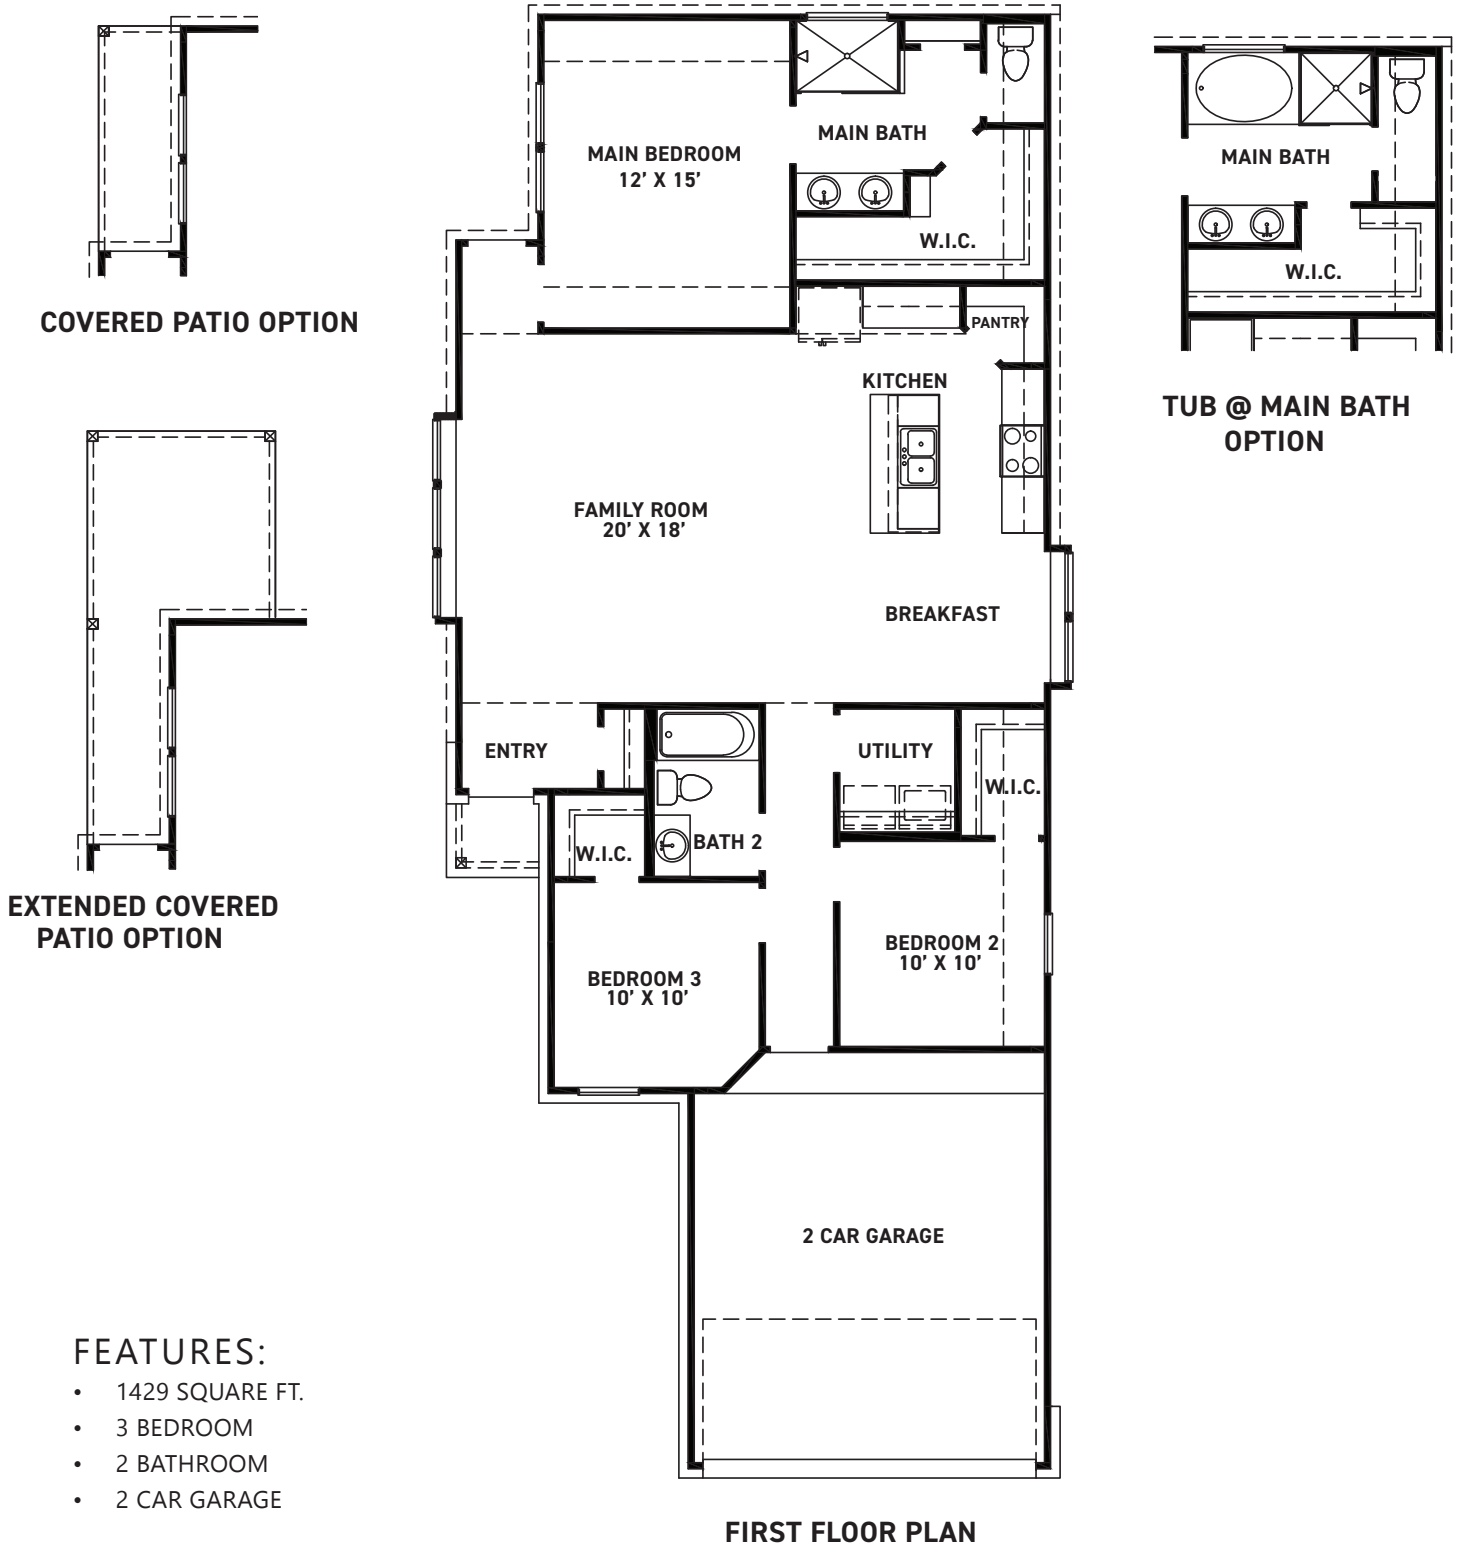 MAIN BATH
MAIN BEDROOM
12’ X 15’
W.I.C.
COVERED PATIO OPTION
PANTRY
KITCHEN
MAIN BATH
W.I.C.
TUB @ MAIN BATH
OPTION
FAMILY ROOM
20’ X 18’
BREAKFAST
ENTRY
UTILITY
W.I.C.
BATH 2
W.I.C.
EXTENDED COVERED
PATIO OPTION
BEDROOM 2
10’ X 10’
BEDROOM 3
10’ X 10’
2 CAR GARAGE
FEATURES:
• 1429 SQUARE FT.
• 3 BEDROOM
• 2 BATHROOM
• 2 CAR GARAGE
FIRST FLOOR PLAN